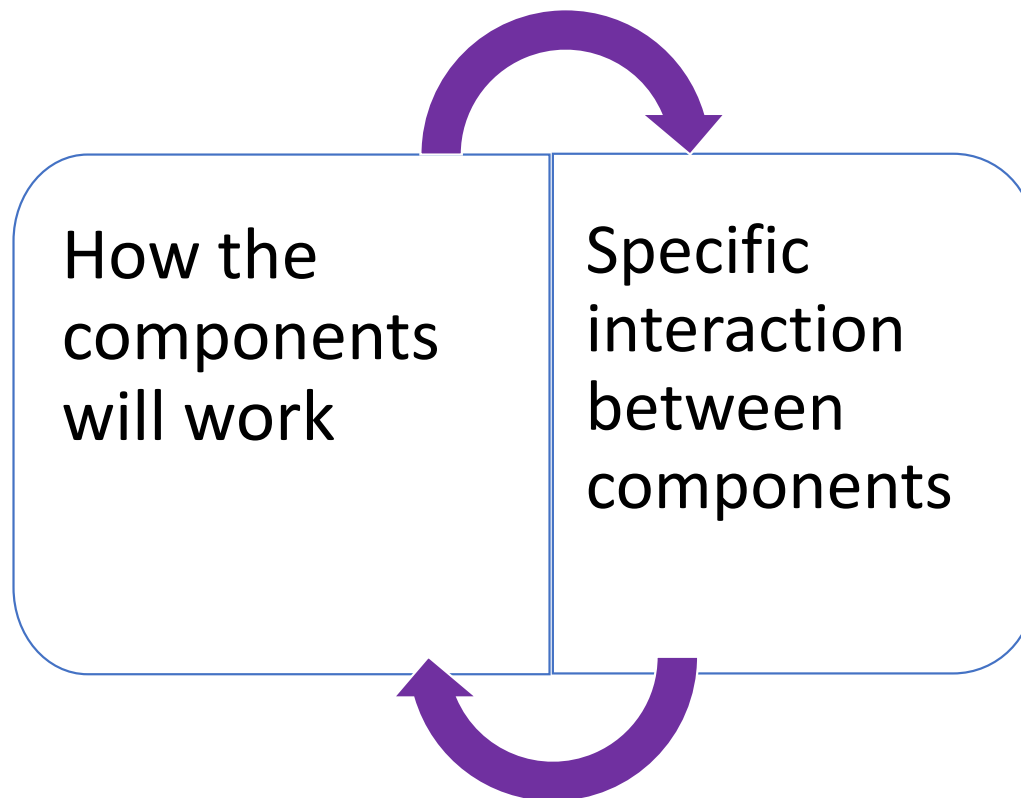 How the
components
will work
Specific
interaction
between
components